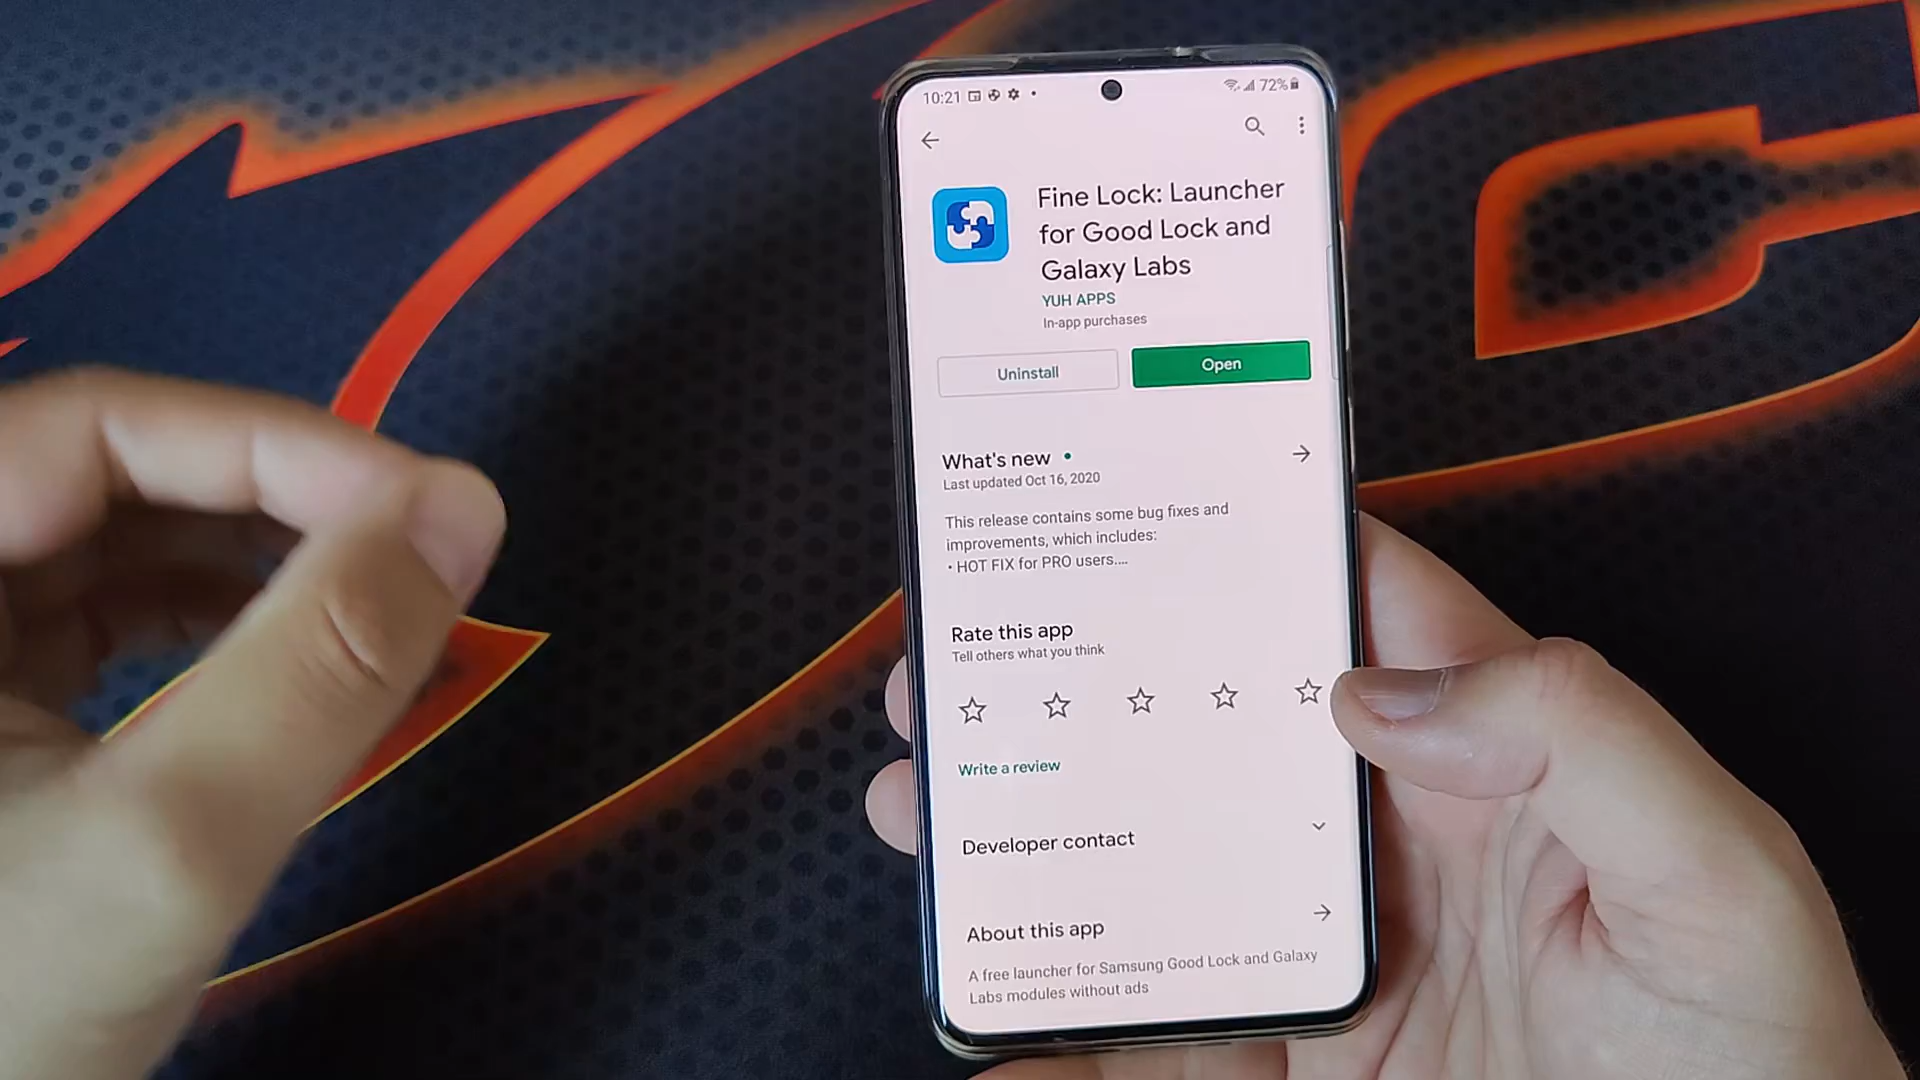 10:21
72%
Fine Lock: Launcher
for Good Lock and
Galaxy Labs
YUH APPS
In-app purchases
Uninstall
Open
What's new
Last updated Oct 16, 2020
This release contains some bug fixes and
improvements, which includes:
• HOT FIX for PRO users....
Rate this app
Tell others what you think
Write a review
Developer contact
About this app
A free launcher for Samsung Good Lock and Galaxy
Labs modules without ads